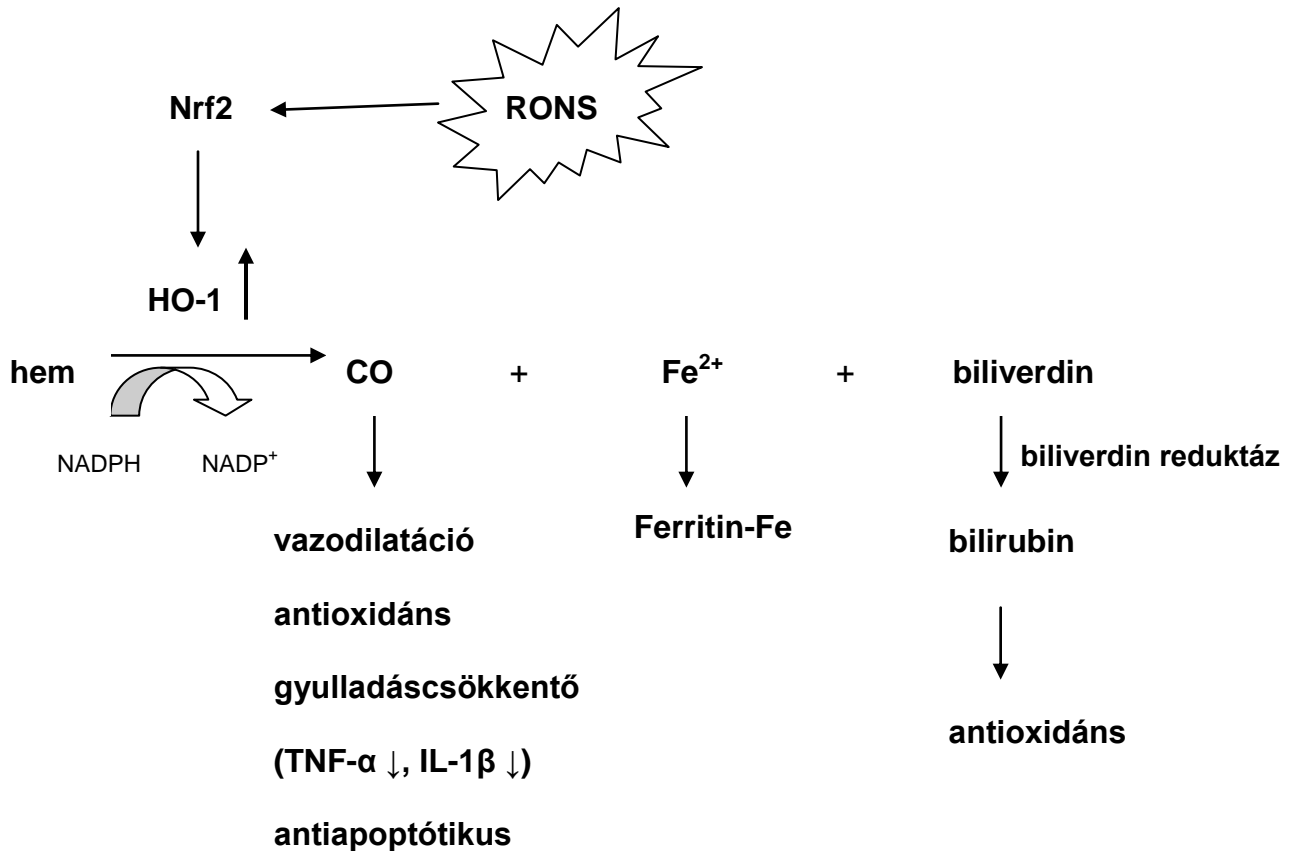 Nrf2 RONS
HO-1
hem CO + Fe²⁺ + biliverdin
NADPH NADP⁺ biliverdin reduktáz
vazodilatáció Ferritin-Fe bilirubin
antioxidáns
gyulladáscsökkentő
antioxidáns
(TNF-α ↓, IL-1β ↓)
antiapoptótikus